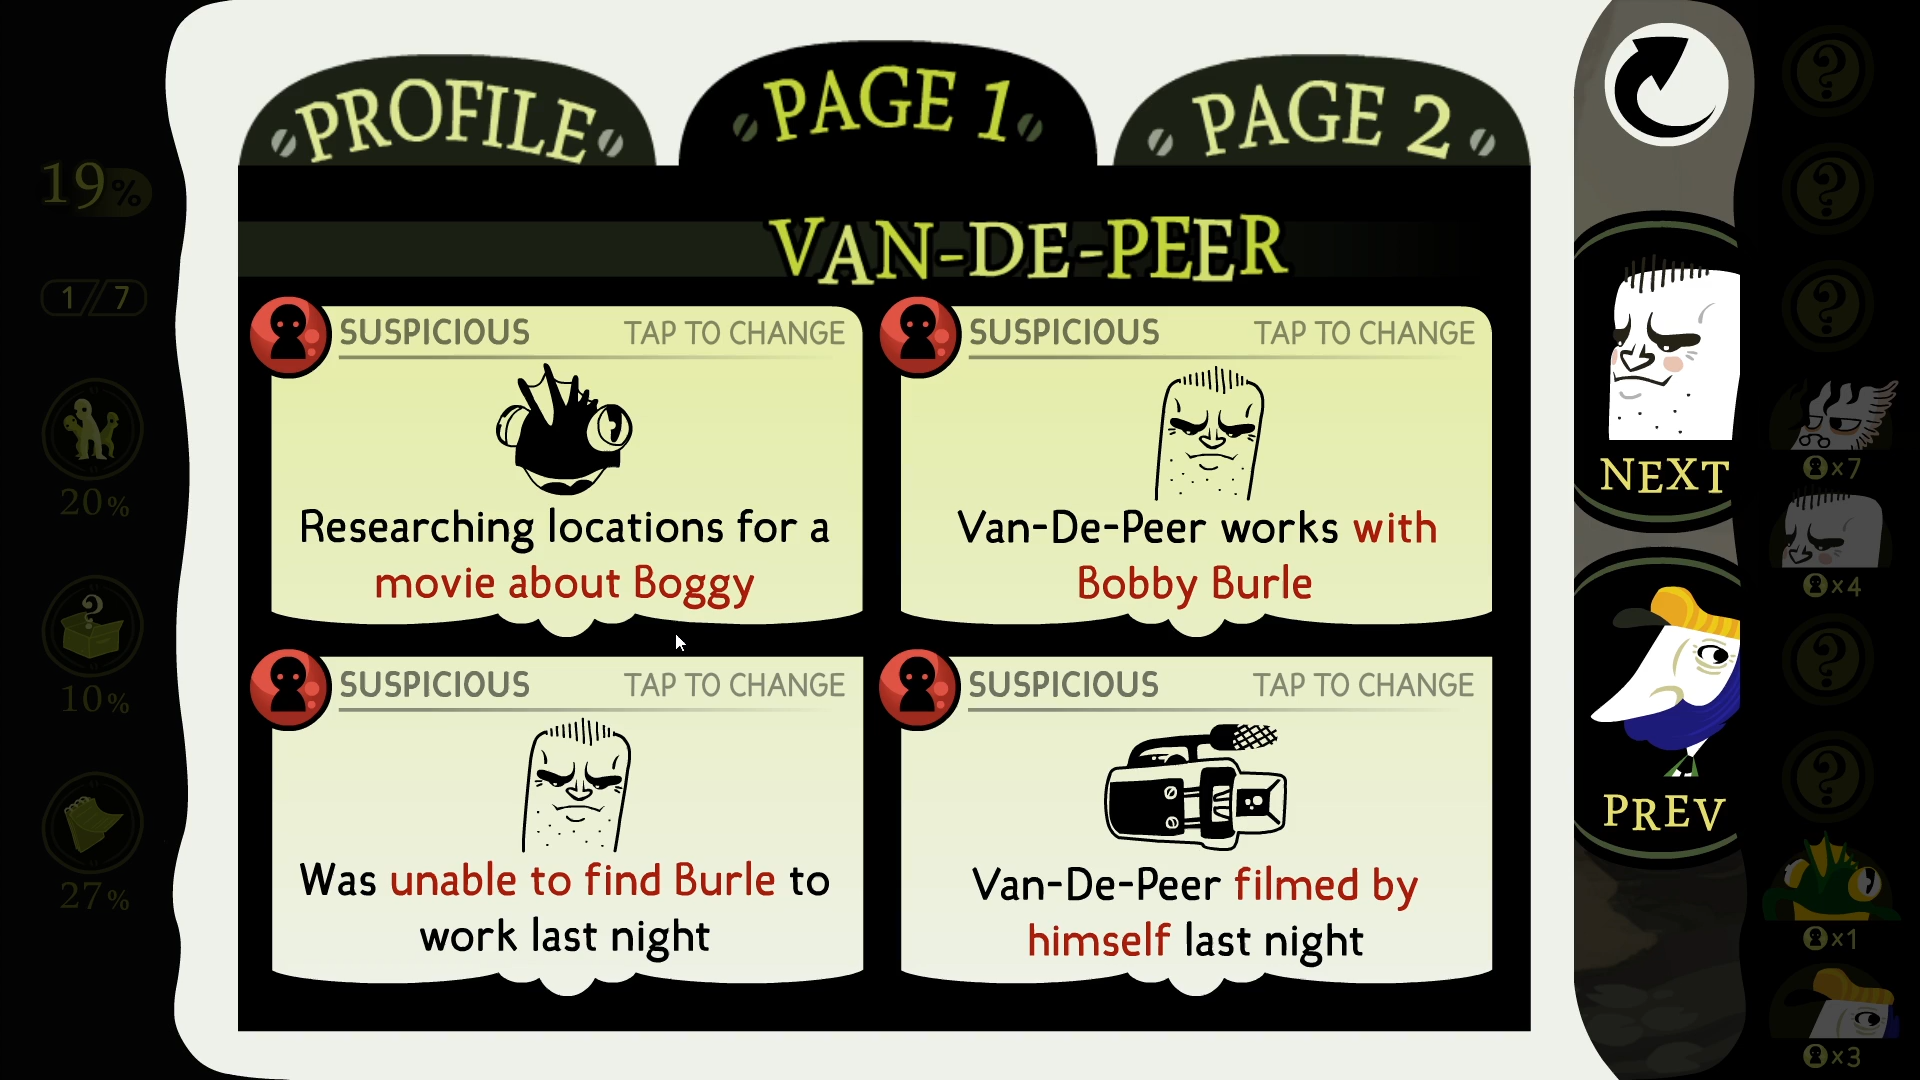 PROFILE
PAGE 1
PAGE 2
VAN-DE-PEER
19%
1/7
20%
10%
27%
SUSPICIOUS TAP TO CHANGE
Researching locations for a
movie about Boggy
SUSPICIOUS TAP TO CHANGE
Van-De-Peer works with
Bobby Burle
SUSPICIOUS TAP TO CHANGE
Was unable to find Burle to
work last night
SUSPICIOUS TAP TO CHANGE
Van-De-Peer filmed by
himself last night
NEXT
PREV
?
?
?
x7
x4
?
?
x1
x3